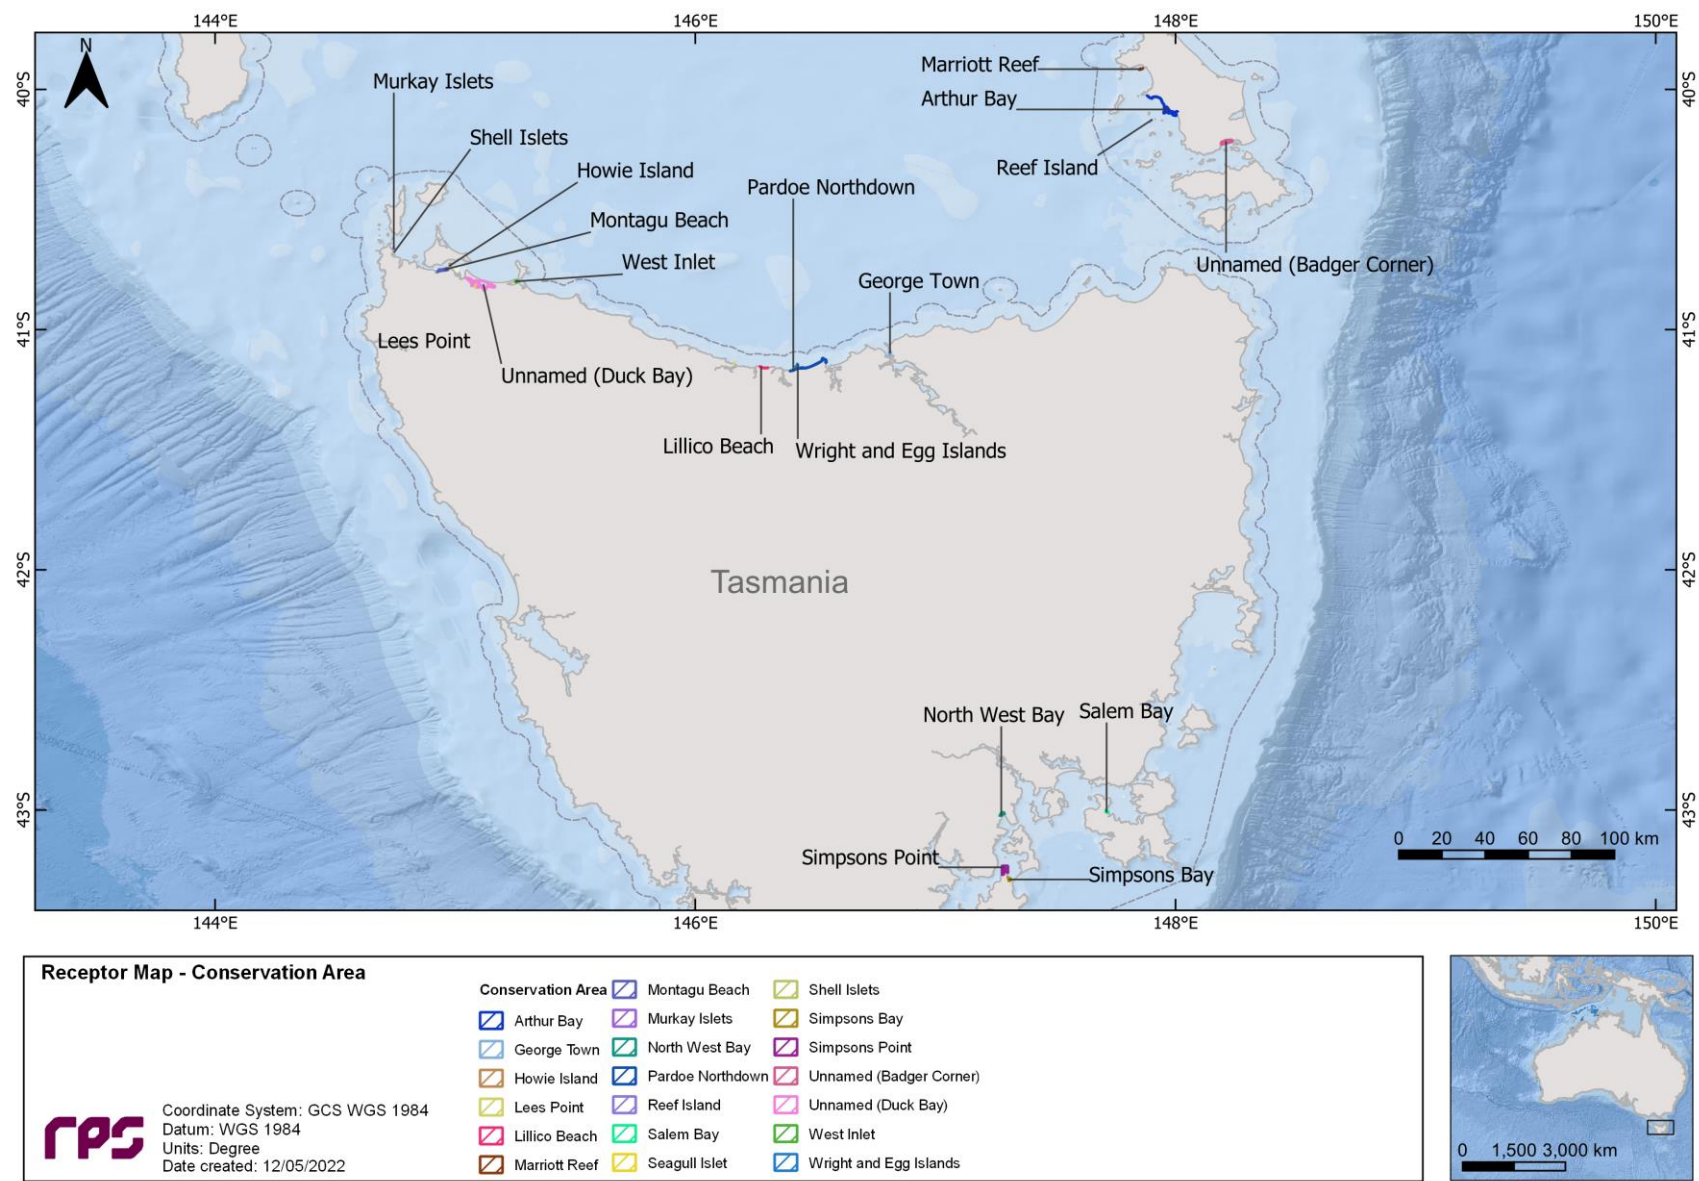 144°E
146°E
148°E
150°E
N
40°S
40°S
Marriott Reef
Murkay Islets
Arthur Bay
Shell Islets
Howie Island
Reef Island
Pardoe Northdown
Montagu Beach
West Inlet
Unnamed (Badger Corner)
George Town
41°S
41°S
Lees Point
Unnamed (Duck Bay)
Lillico Beach
Wright and Egg Islands
42°S
42°S
Tasmania
North West Bay
Salem Bay
43°S
43°S
0 20 40 60 80 100 km
Simpsons Point
Simpsons Bay
144°E
146°E
148°E
150°E
Receptor Map - Conservation Area
Conservation Area
Arthur Bay
George Town
Howie Island
Lees Point
Lillico Beach
Marriott Reef
Montagu Beach
Murkay Islets
North West Bay
Pardoe Northdown
Reef Island
Salem Bay
Seagull Islet
Shell Islets
Simpsons Bay
Simpsons Point
Unnamed (Badger Corner)
Unnamed (Duck Bay)
West Inlet
Wright and Egg Islands
rps
Coordinate System: GCS WGS 1984
Datum: WGS 1984
Units: Degree
Date created: 12/05/2022
0 1,500 3,000 km